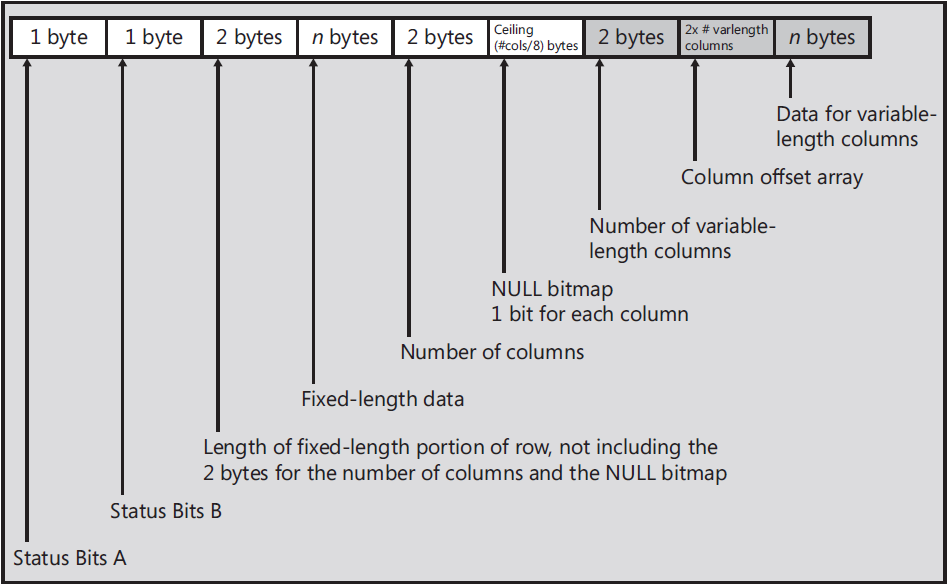 1 byte
1 byte
2 bytes
n bytes
2 bytes
Ceiling
(#cols/8) bytes
2 bytes
2x # varlength
columns
n bytes
Data for variable-
length columns
Column offset array
Number of variable-
length columns
NULL bitmap
1 bit for each column
Number of columns
Fixed-length data
Length of fixed-length portion of row, not including the
2 bytes for the number of columns and the NULL bitmap
Status Bits B
Status Bits A